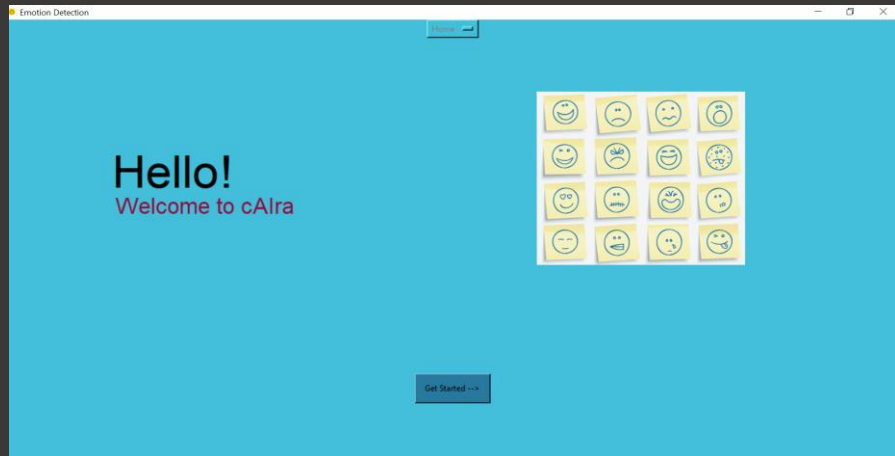 Emotion Detection
Home
Hello!
Welcome to cAIra
Get Started -->